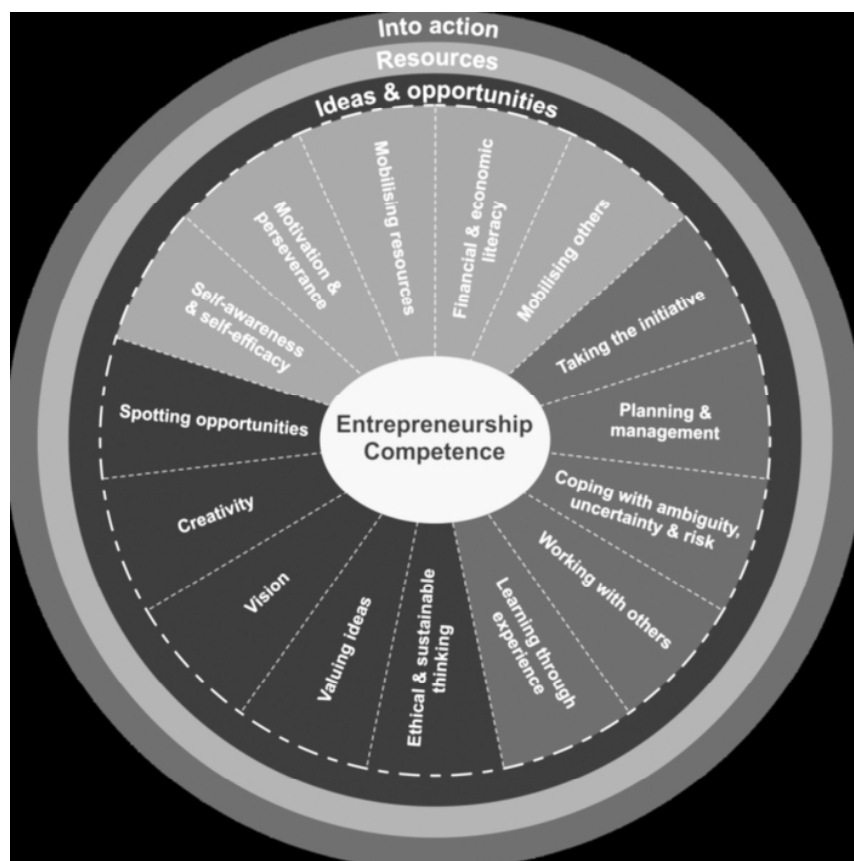 Into action
Resources
Ideas & opportunities
Mobilising resources
Financial & economic
literacy
Mobilising others
Motivation &
perseverance
Self-awareness
& self-efficacy
Taking the initiative
Planning &
management
Coping with ambiguity,
uncertainty & risk
Working with others
Learning through
experience
Ethical & sustainable
thinking
Valuing ideas
Vision
Creativity
Spotting opportunities
Entrepreneurship
Competence